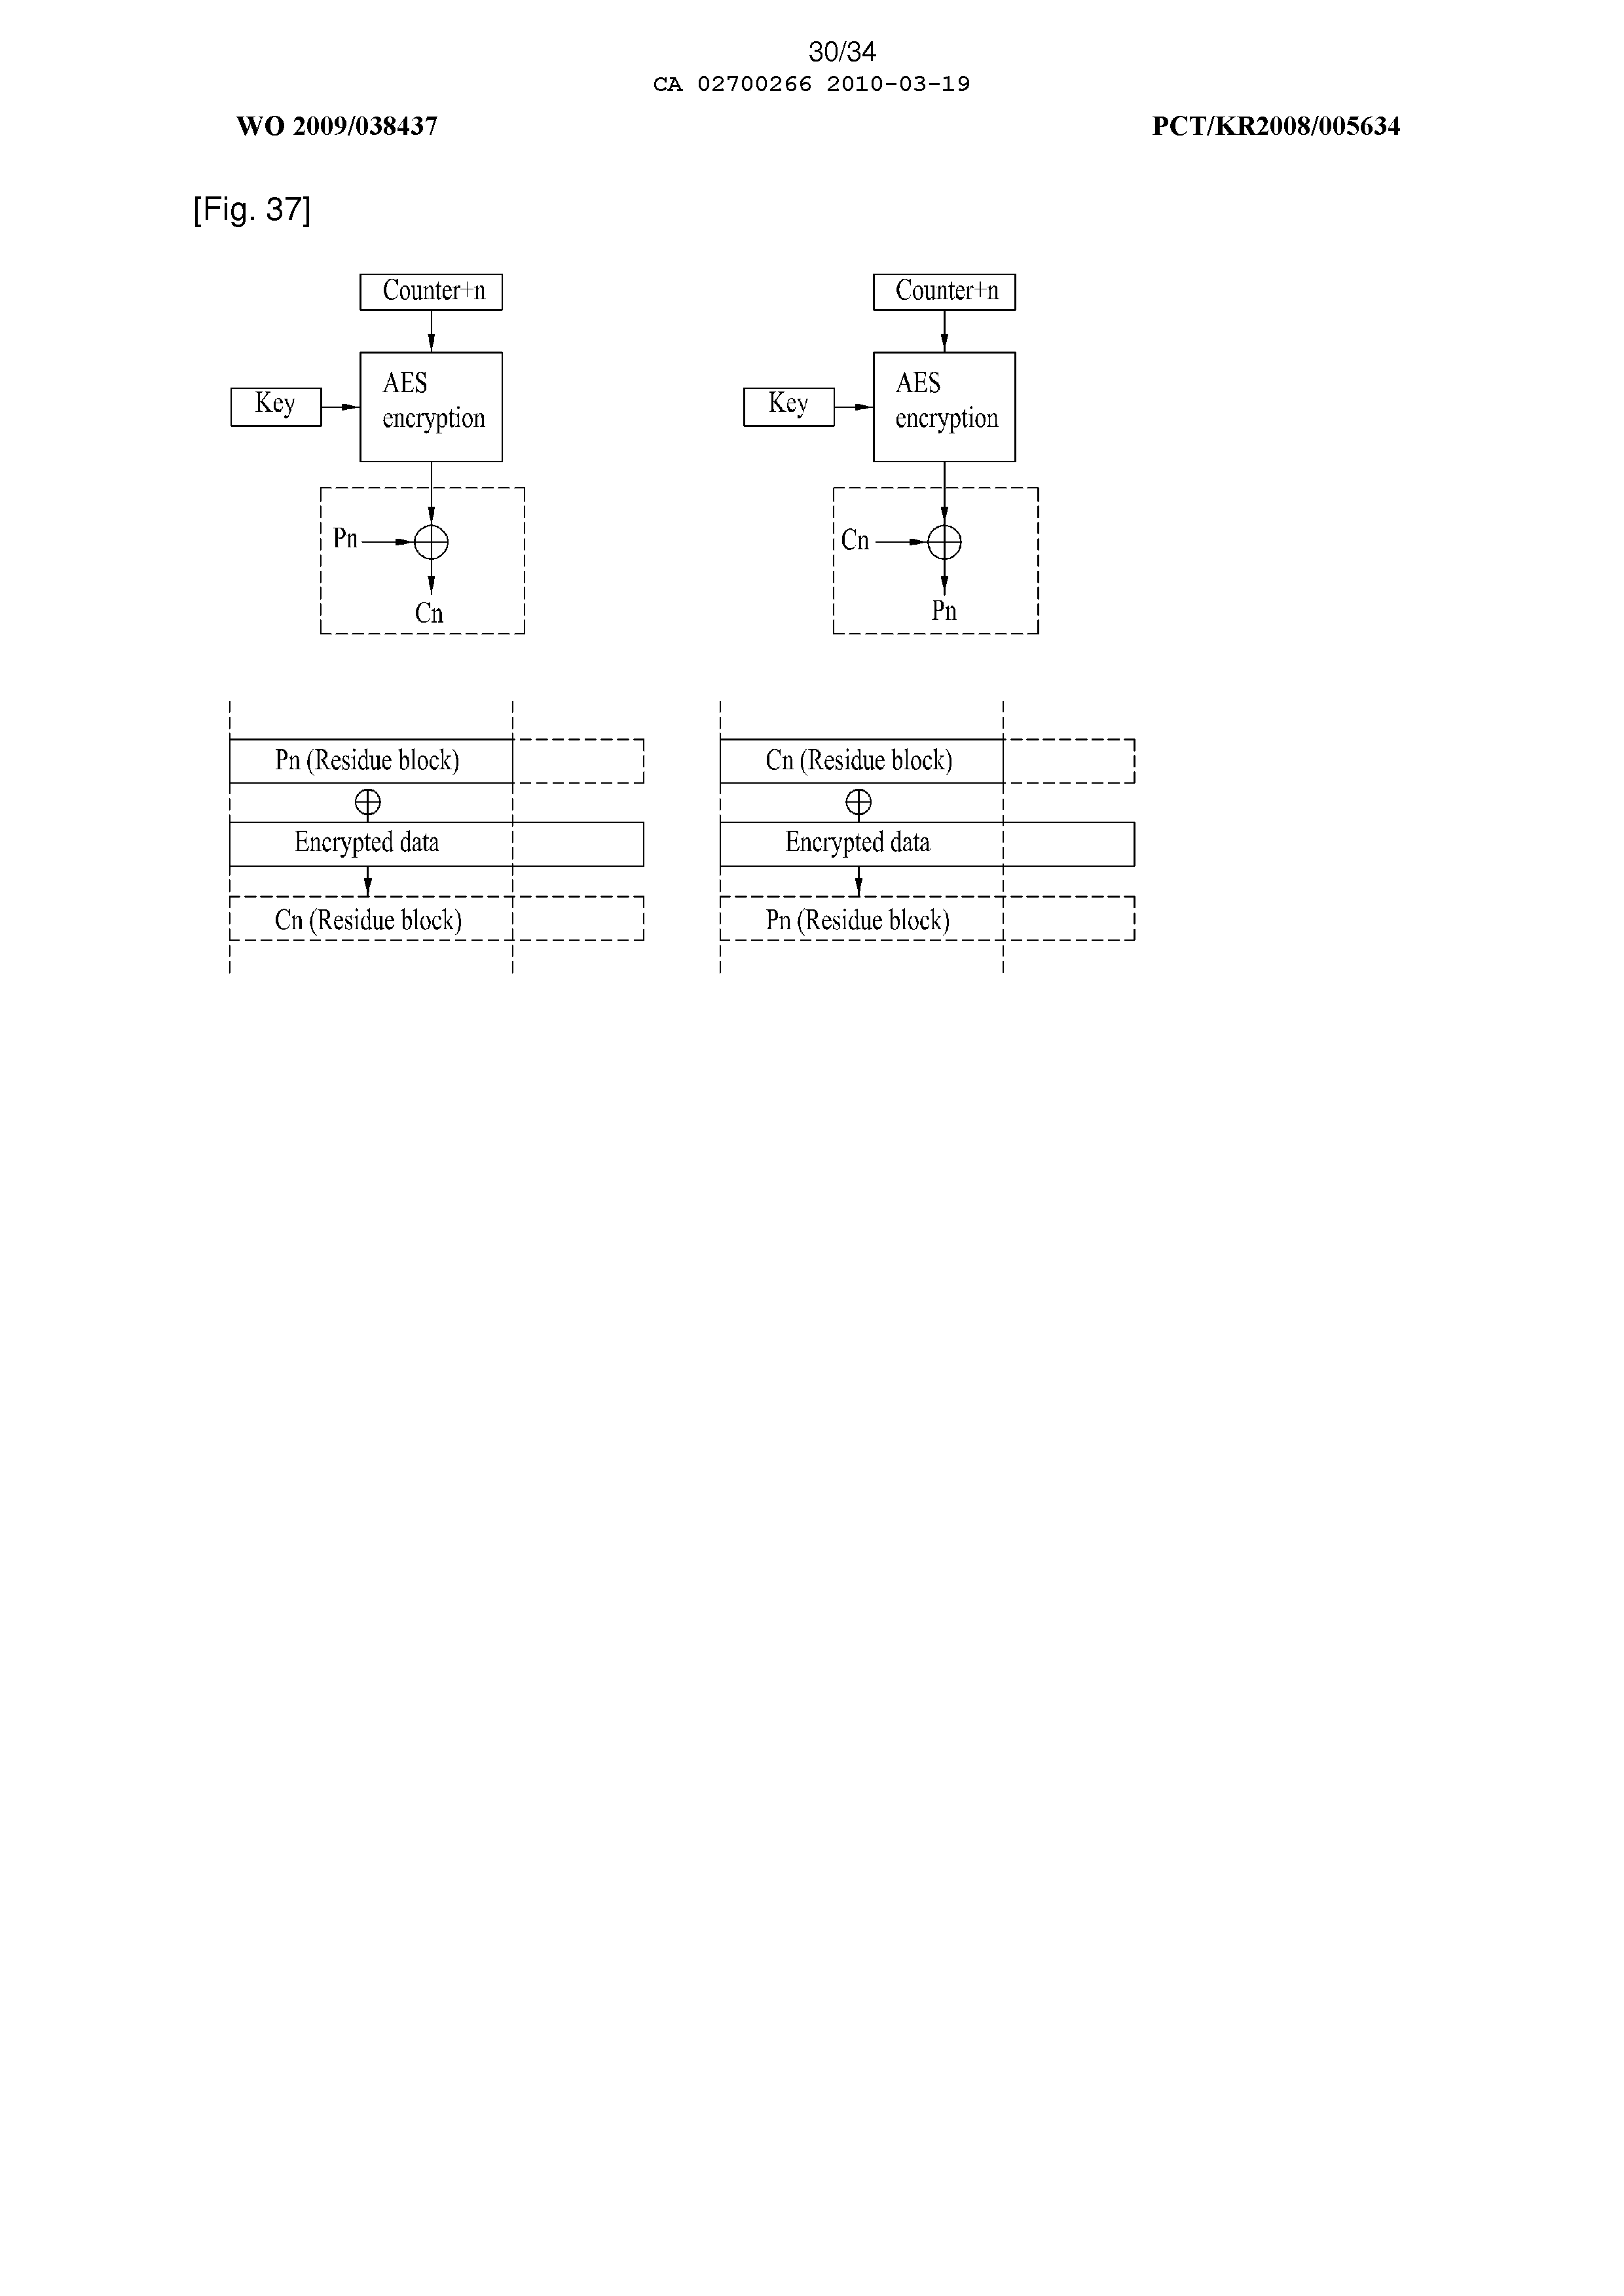 30/34
CA 02700266 2010-03-19
WO 2009/038437 PCT/KR2008/005634
[Fig. 37]
Counter+n Counter+n
AES AES
Key Key
encryption encryption
Pn Cn
Cn Pn
Pn (Residue block) Cn (Residue block)
Encrypted data Encrypted data
Cn (Residue block) Pn (Residue block)